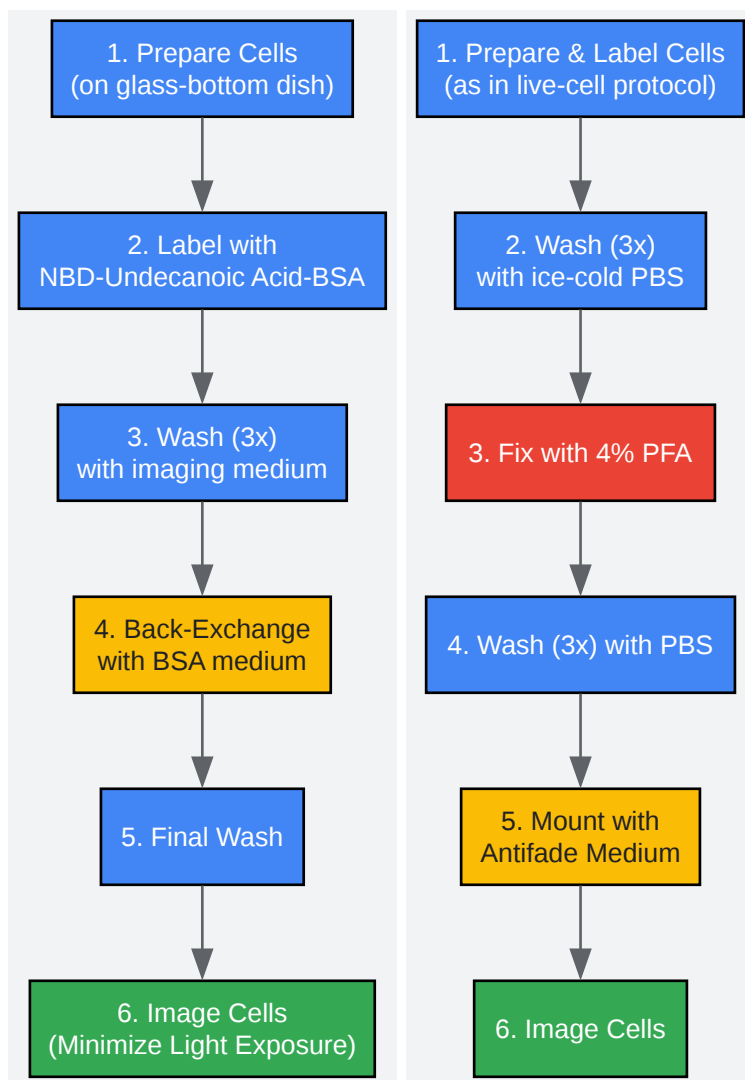 1. Prepare Cells
(on glass-bottom dish)
2. Label with
NBD-Undecanoic Acid-BSA
3. Wash (3x)
with imaging medium
4. Back-Exchange
with BSA medium
5. Final Wash
6. Image Cells
(Minimize Light Exposure)
1. Prepare & Label Cells
(as in live-cell protocol)
2. Wash (3x)
with ice-cold PBS
3. Fix with 4% PFA
4. Wash (3x) with PBS
5. Mount with
Antifade Medium
6. Image Cells